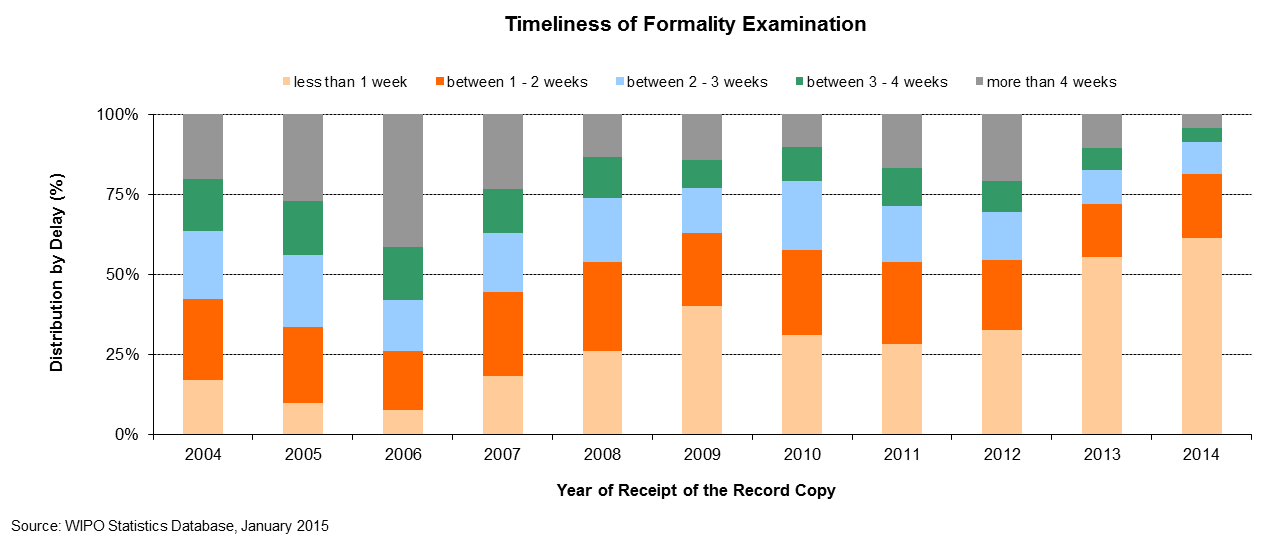 Timeliness of Formality Examination
less than 1 week between 1 - 2 weeks between 2 - 3 weeks between 3 - 4 weeks more than 4 weeks
Distribution by Delay (%)
100%
75%
50%
25%
0%
2004 2005 2006 2007 2008 2009 2010 2011 2012 2013 2014
Year of Receipt of the Record Copy
Source: WIPO Statistics Database, January 2015